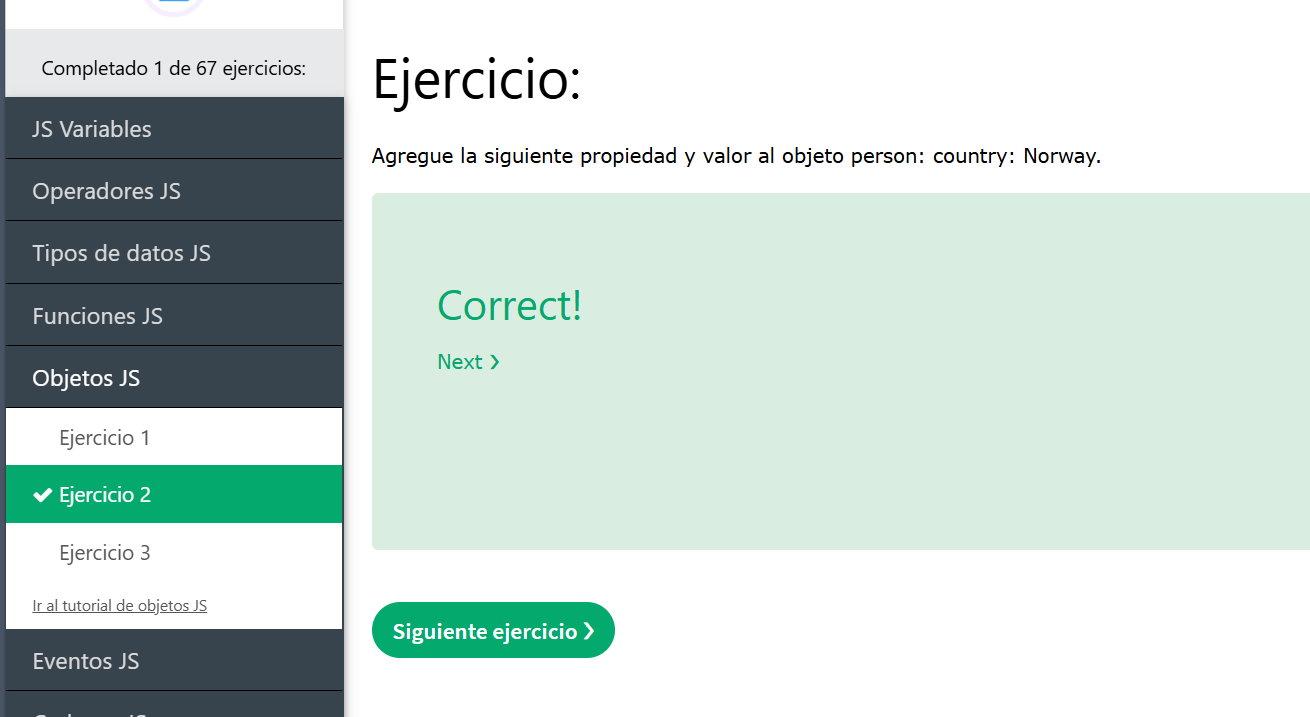 Completado 1 de 67 ejercicios:
JS Variables
Operadores JS
Tipos de datos JS
Funciones JS
Objetos JS
Ejercicio 1
Ejercicio 2
Ejercicio 3
Ir al tutorial de objetos JS
Eventos JS
Ejercicio:
Agregue la siguiente propiedad y valor al objeto person: country: Norway.
Correct!
Next ❯
Siguiente ejercicio ❯